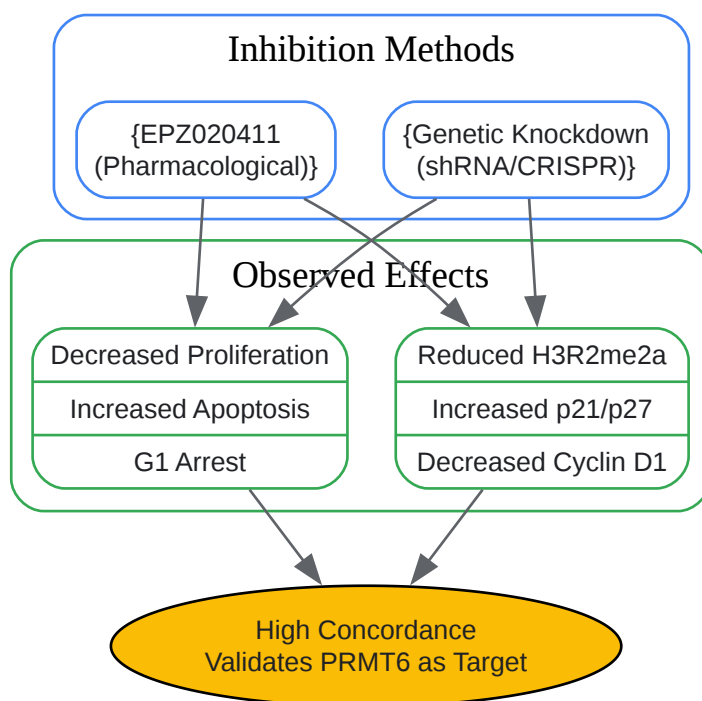 Inhibition Methods
{EPZ020411
(Pharmacological)}
{Genetic Knockdown
(shRNA/CRISPR)}
Observed Effects
Decreased Proliferation
Increased Apoptosis
G1 Arrest
Reduced H3R2me2a
Increased p21/p27
Decreased Cyclin D1
High Concordance
Validates PRMT6 as Target